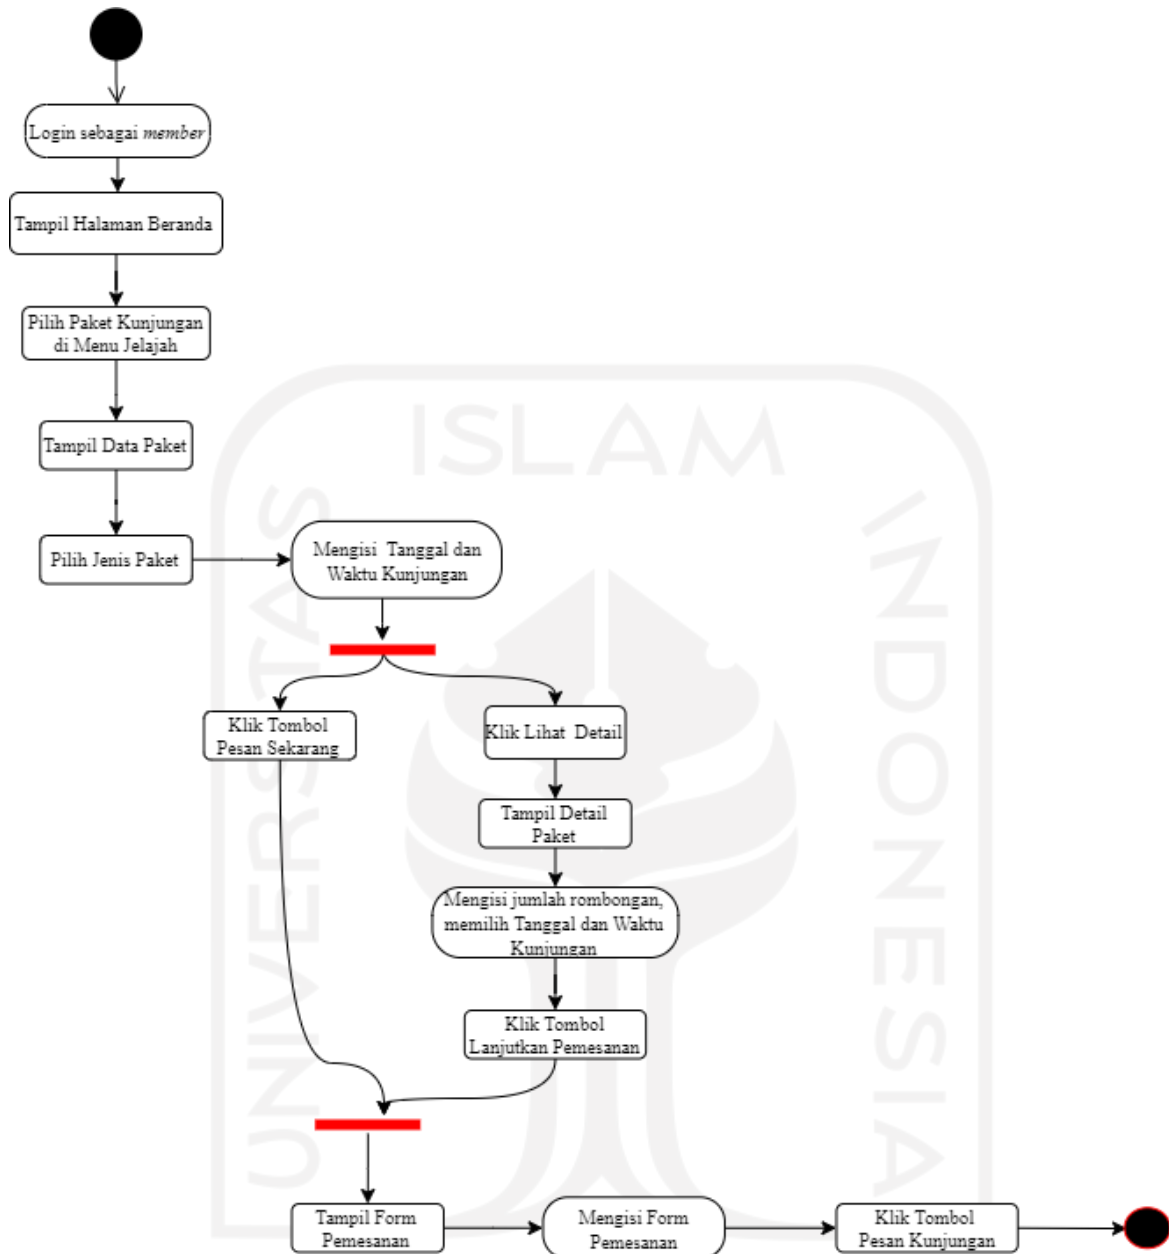 Login sebagai member
Tampil Halaman Beranda
Pilih Paket Kunjungan
di Menu Jelajah
Tampil Data Paket
Pilih Jenis Paket
Mengisi Tanggal dan
Waktu Kunjungan
Klik Tombol
Pesan Sekarang
Klik Lihat Detail
Tampil Detail
Paket
Mengisi jumlah rombongan,
memilih Tanggal dan Waktu
Kunjungan
Klik Tombol
Lanjutkan Pemesanan
Tampil Form
Pemesanan
Mengisi Form
Pemesanan
Klik Tombol
Pesan Kunjungan
UNIVERSITAS
ISLAM
INDONESIA